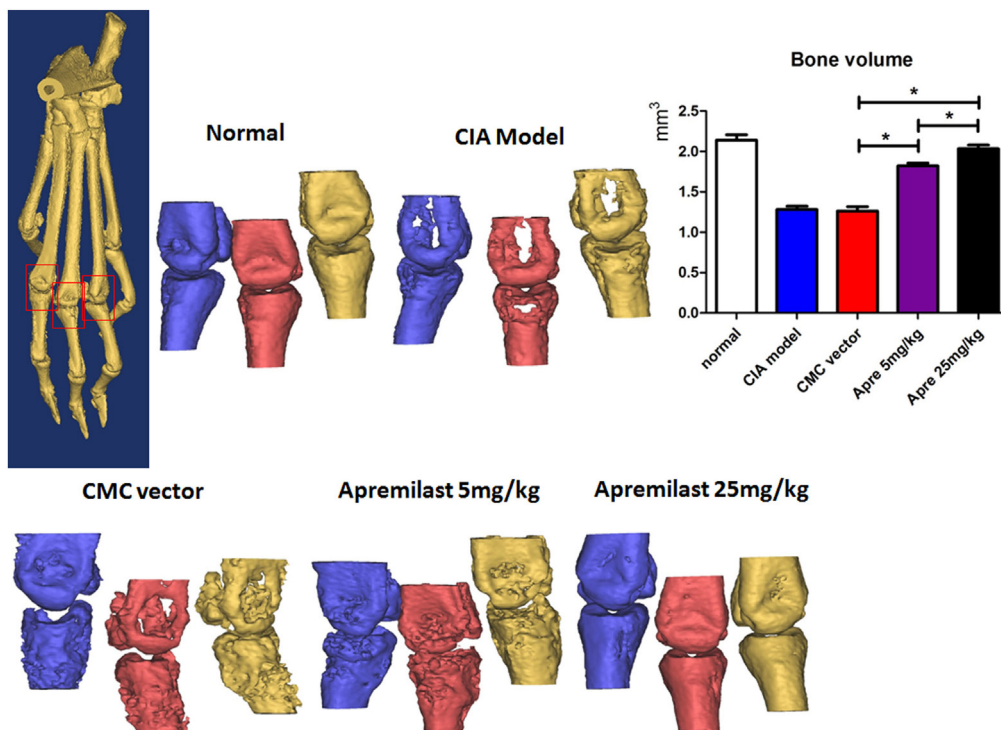 Normal
CIA Model
Bone volume
* 
* *
mm³
2.5
2.0
1.5
1.0
0.5
0.0
normal
CIA model
CMC vector
Apre 5mg/kg
Apre 25mg/kg
CMC vector
Apremilast 5mg/kg
Apremilast 25mg/kg